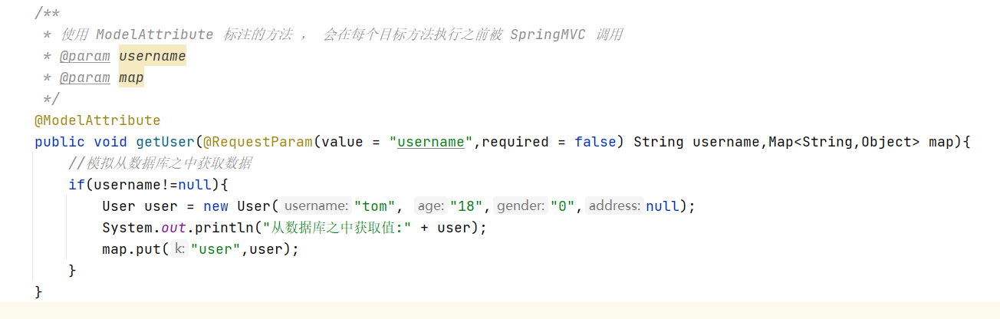 /**
 * 使用 ModelAttribute 标注的方法 ， 会在每个目标方法执行之前被 SpringMVC 调用
 * @param username
 * @param map
 */
@ModelAttribute
public void getUser(@RequestParam(value = "username",required = false) String username,Map<String,Object> map){
    //模拟从数据库之中获取数据
    if(username!=null){
        User user = new User( username: "tom", age: "18", gender: "0", address: null);
        System.out.println("从数据库之中获取值:" + user);
        map.put( k: "user",user);
    }
}